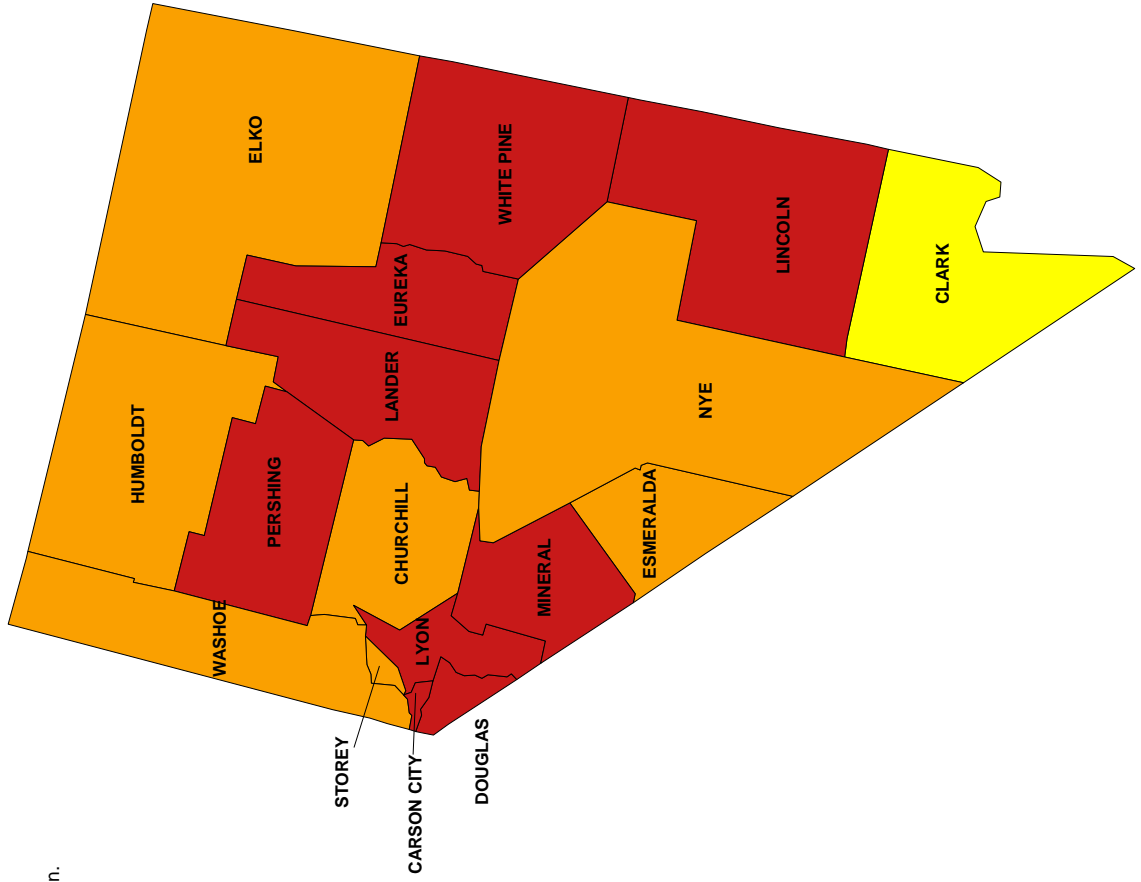 ELKO
WHITE PINE
LINCOLN
CLARK
EUREKA
LANDER
NYE
HUMBOLDT
PERSHING
CHURCHILL
ESMERALDA
MINERAL
WASHOE
LYON
STOREY
CARSON CITY
DOUGLAS
n.